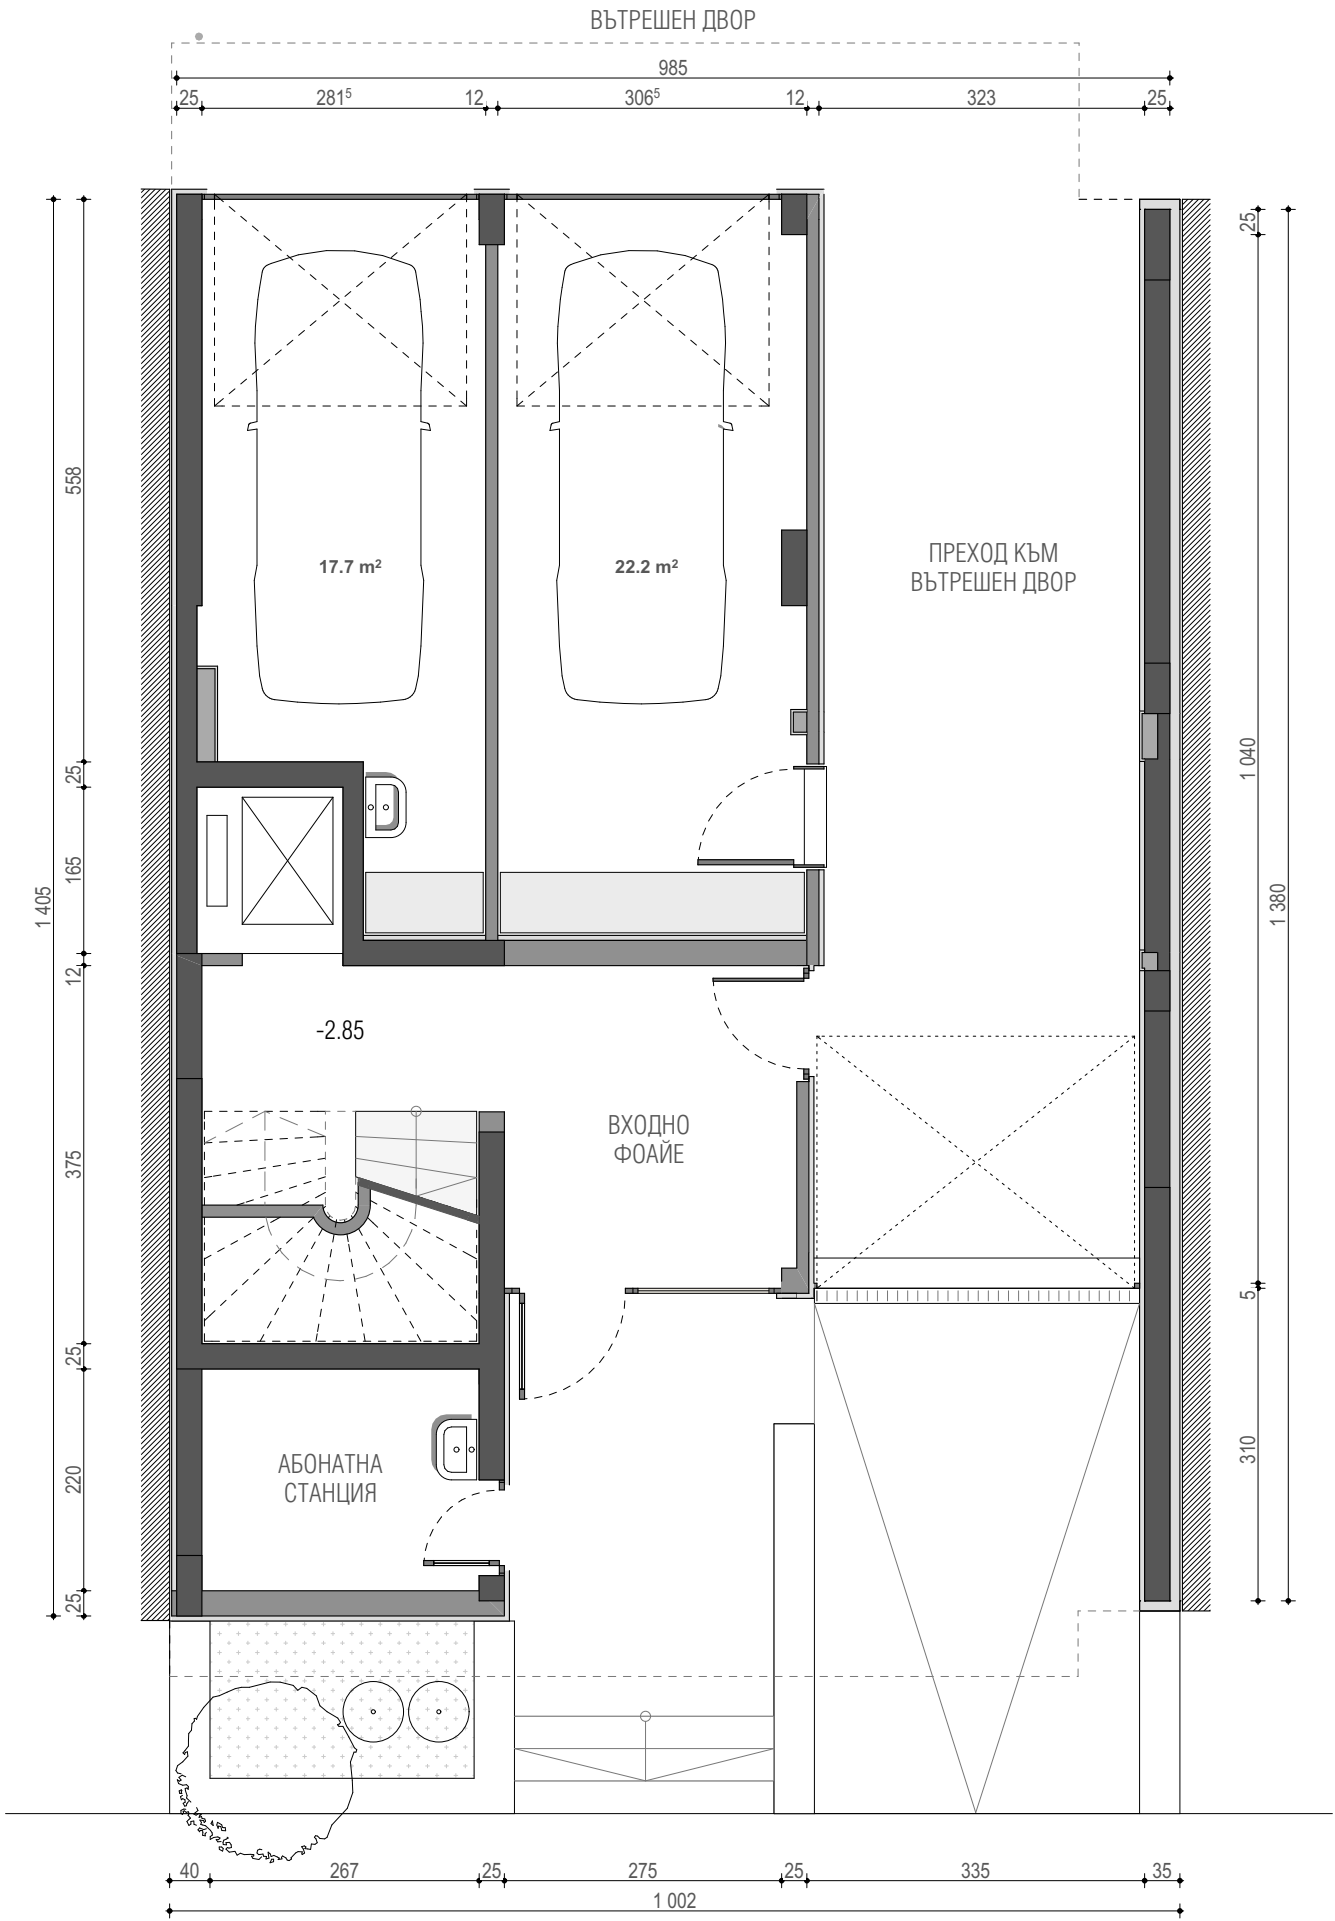 ВЪТРЕШЕН ДВОР
985
25 281⁵ 12 306⁵ 12 323 25
25
558
17.7 m²
22.2 m²
ПРЕХОД КЪМ
ВЪТРЕШЕН ДВОР
25
1 040
165
1 405
1 380
12
-2.85
ВХОДНО
ФОАЙЕ
375
5
25
АБОНАТНА
СТАНЦИЯ
220
310
25
40 267 25 275 25 335 35
1 002